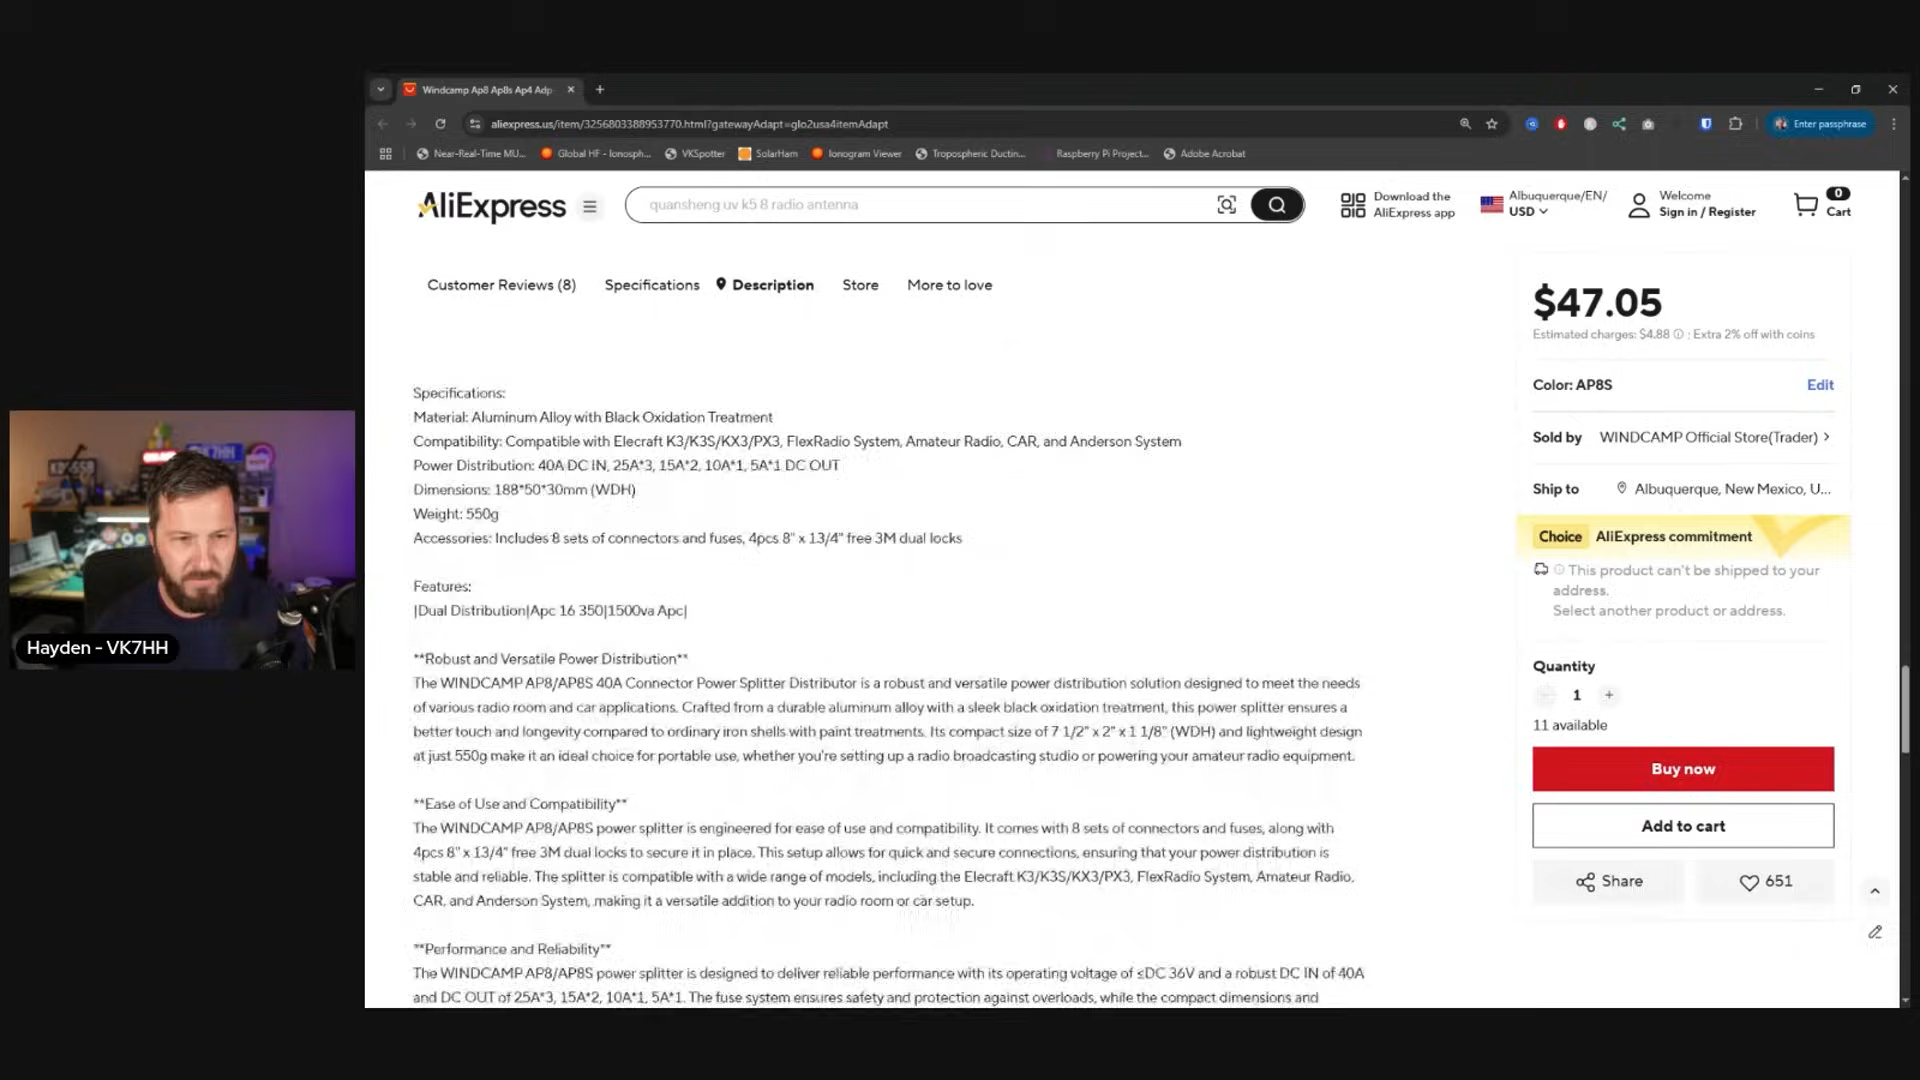 Windcamp Ap8 Ap8s Ap4 Adp
aliexpress.us/item/3256803388953770.html?gatewayAdapt=glo2usa4itemAdapt
Enter passphrase
Near-Real-Time MU...
Global HF - Ionosph...
VKSpotter
SolarHam
Ionogram Viewer
Tropospheric Ductin...
Raspberry Pi Project...
Adobe Acrobat
AliExpress
quansheng uv k5 8 radio antenna
Download the
AliExpress app
Albuquerque/EN/
USD
Welcome
Sign in / Register
0
Cart
Customer Reviews (8)
Specifications
Description
Store
More to love
$47.05
Estimated charges: $4.88 ; Extra 2% off with coins
Color: AP8S
Edit
Sold by WINDCAMP Official Store(Trader)
Ship to Albuquerque, New Mexico, U...
Choice AliExpress commitment
This product can't be shipped to your
address.
Select another product or address.
Quantity
1
11 available
Buy now
Add to cart
Share
651
Specifications:
Material: Aluminum Alloy with Black Oxidation Treatment
Compatibility: Compatible with Elecraft K3/K3S/KX3/PX3, FlexRadio System, Amateur Radio, CAR, and Anderson System
Power Distribution: 40A DC IN, 25A*3, 15A*2, 10A*1, 5A*1 DC OUT
Dimensions: 188*50*30mm (WDH)
Weight: 550g
Accessories: Includes 8 sets of connectors and fuses, 4pcs 8" x 13/4" free 3M dual locks
Features:
|Dual Distribution|Apc 16 350|1500va Apc|
**Robust and Versatile Power Distribution**
The WINDCAMP AP8/AP8S 40A Connector Power Splitter Distributor is a robust and versatile power distribution solution designed to meet the needs
of various radio room and car applications. Crafted from a durable aluminum alloy with a sleek black oxidation treatment, this power splitter ensures a
better touch and longevity compared to ordinary iron shells with paint treatments. Its compact size of 7 1/2" x 2" x 1 1/8" (WDH) and lightweight design
at just 550g make it an ideal choice for portable use, whether you're setting up a radio broadcasting studio or powering your amateur radio equipment.
**Ease of Use and Compatibility**
The WINDCAMP AP8/AP8S power splitter is engineered for ease of use and compatibility. It comes with 8 sets of connectors and fuses, along with
4pcs 8" x 13/4" free 3M dual locks to secure it in place. This setup allows for quick and secure connections, ensuring that your power distribution is
stable and reliable. The splitter is compatible with a wide range of models, including the Elecraft K3/K3S/KX3/PX3, FlexRadio System, Amateur Radio,
CAR, and Anderson System, making it a versatile addition to your radio room or car setup.
**Performance and Reliability**
The WINDCAMP AP8/AP8S power splitter is designed to deliver reliable performance with its operating voltage of ≤DC 36V and a robust DC IN of 40A
and DC OUT of 25A*3, 15A*2, 10A*1, 5A*1. The fuse system ensures safety and protection against overloads, while the compact dimensions and
Hayden - VK7HH